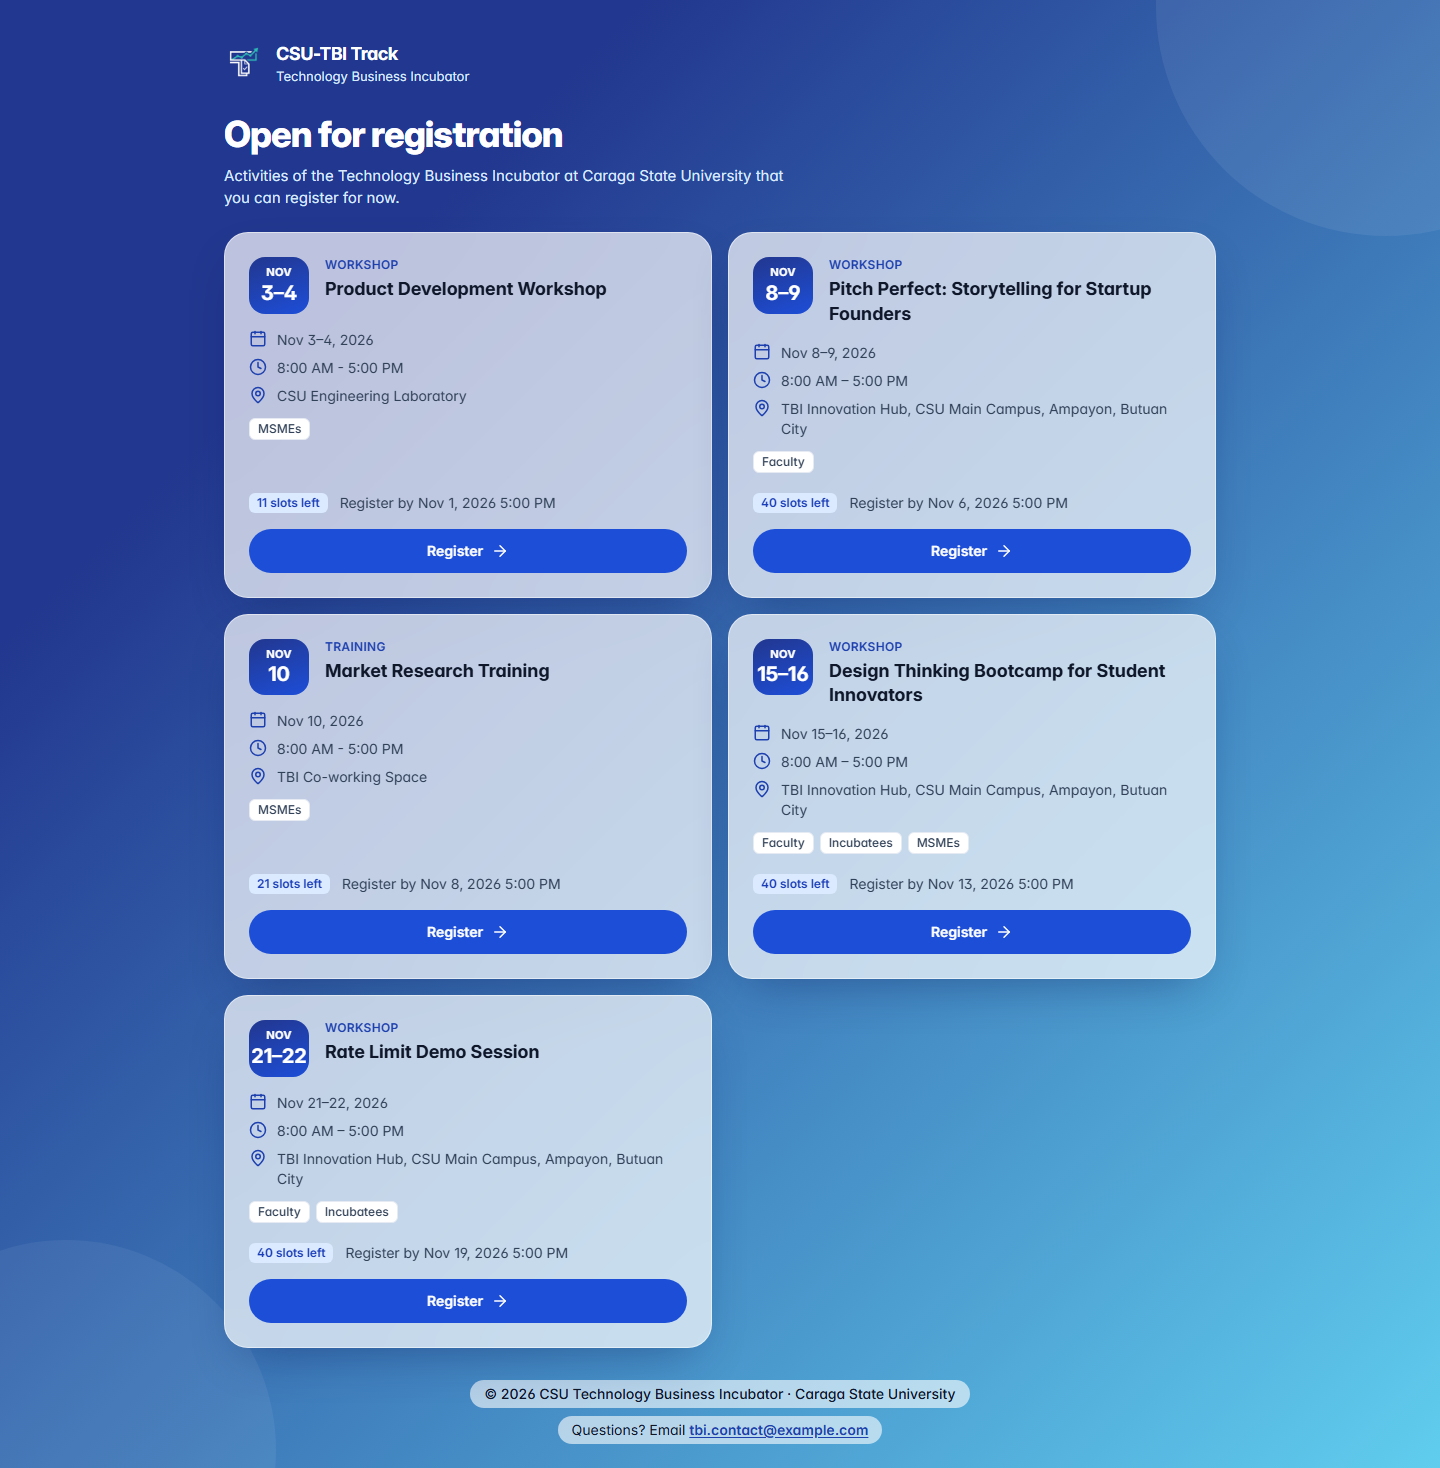 CSU-TBI Track
Technology Business Incubator
Open for registration
Activities of the Technology Business Incubator at Caraga State University that
you can register for now.
NOV
3–4
WORKSHOP
Product Development Workshop
Nov 3–4, 2026
8:00 AM - 5:00 PM
CSU Engineering Laboratory
MSMEs
11 slots left
Register by Nov 1, 2026 5:00 PM
Register
NOV
8–9
WORKSHOP
Pitch Perfect: Storytelling for Startup
Founders
Nov 8–9, 2026
8:00 AM – 5:00 PM
TBI Innovation Hub, CSU Main Campus, Ampayon, Butuan
City
Faculty
40 slots left
Register by Nov 6, 2026 5:00 PM
Register
NOV
10
TRAINING
Market Research Training
Nov 10, 2026
8:00 AM - 5:00 PM
TBI Co-working Space
MSMEs
21 slots left
Register by Nov 8, 2026 5:00 PM
Register
NOV
15–16
WORKSHOP
Design Thinking Bootcamp for Student
Innovators
Nov 15–16, 2026
8:00 AM – 5:00 PM
TBI Innovation Hub, CSU Main Campus, Ampayon, Butuan
City
Faculty
Incubatees
MSMEs
40 slots left
Register by Nov 13, 2026 5:00 PM
Register
NOV
21–22
WORKSHOP
Rate Limit Demo Session
Nov 21–22, 2026
8:00 AM – 5:00 PM
TBI Innovation Hub, CSU Main Campus, Ampayon, Butuan
City
Faculty
Incubatees
40 slots left
Register by Nov 19, 2026 5:00 PM
Register
© 2026 CSU Technology Business Incubator · Caraga State University
Questions? Email tbi.contact@example.com